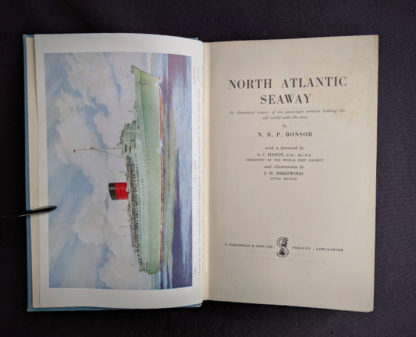 NORTH ATLANTIC
SEAWAY
An illustrated history of the passenger services linking the
old world with the new
by
N. R. P. BONSOR
with a foreword by
A. C. HARDY,
PRESIDENT OF THE WORLD SHIP SOCIETY
and illustrations by
J. H. ISHERWOOD
T. STEPHENSON & SONS LTD.
PRESCOT - LANCASHIRE